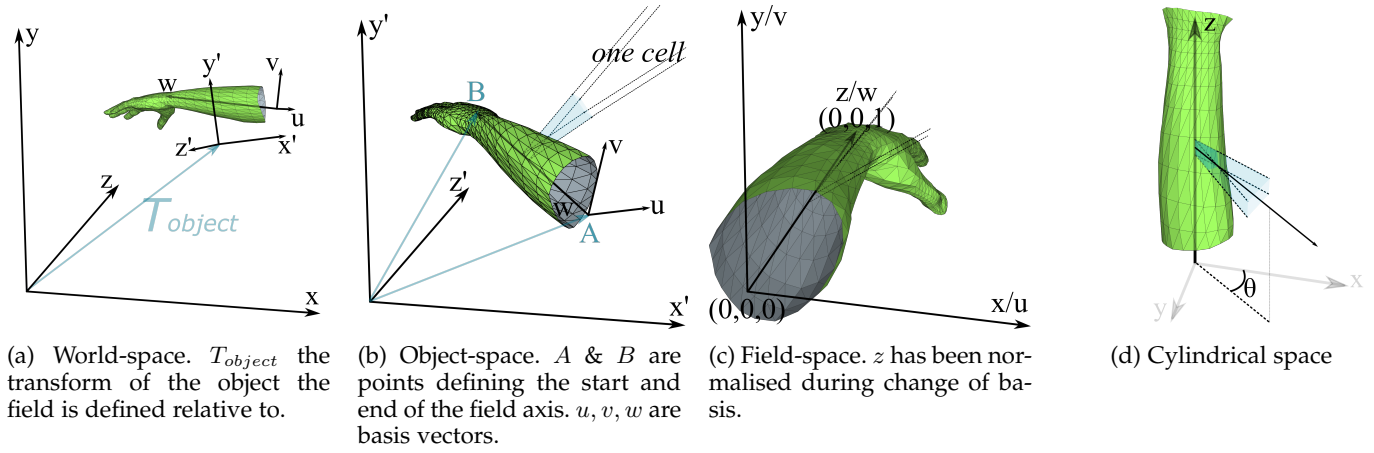 y
w
y'
v
u
x'
z'
z
T object
x
y'
one cell
B
v
z'
w
u
A
x'
y/v
z/w
(0,0,1)
(0,0,0)
x/u
z
θ
x
y
(a) World-space. T_object the
transform of the object the
field is defined relative to.
(b) Object-space. A & B are
points defining the start and
end of the field axis. u, v, w are
basis vectors.
(c) Field-space. z has been nor-
malised during change of ba-
sis.
(d) Cylindrical space